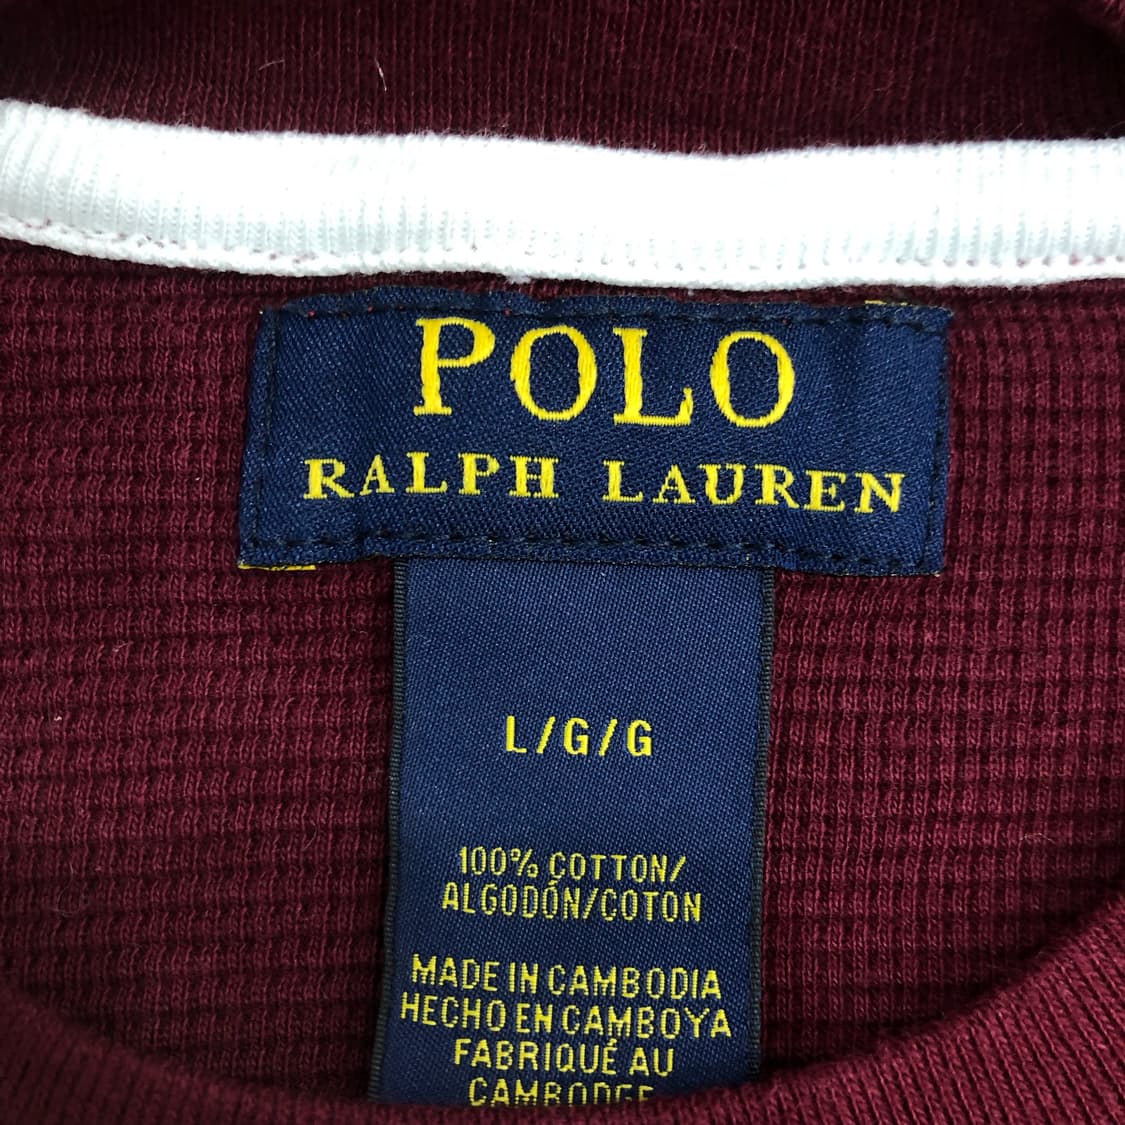 POLO
RALPH LAUREN
L/G/G
100% COTTON/
ALGODÓN/COTON
MADE IN CAMBODIA
HECHO EN CAMBOYA
FABRIQUÉ AU
CAMBODGE